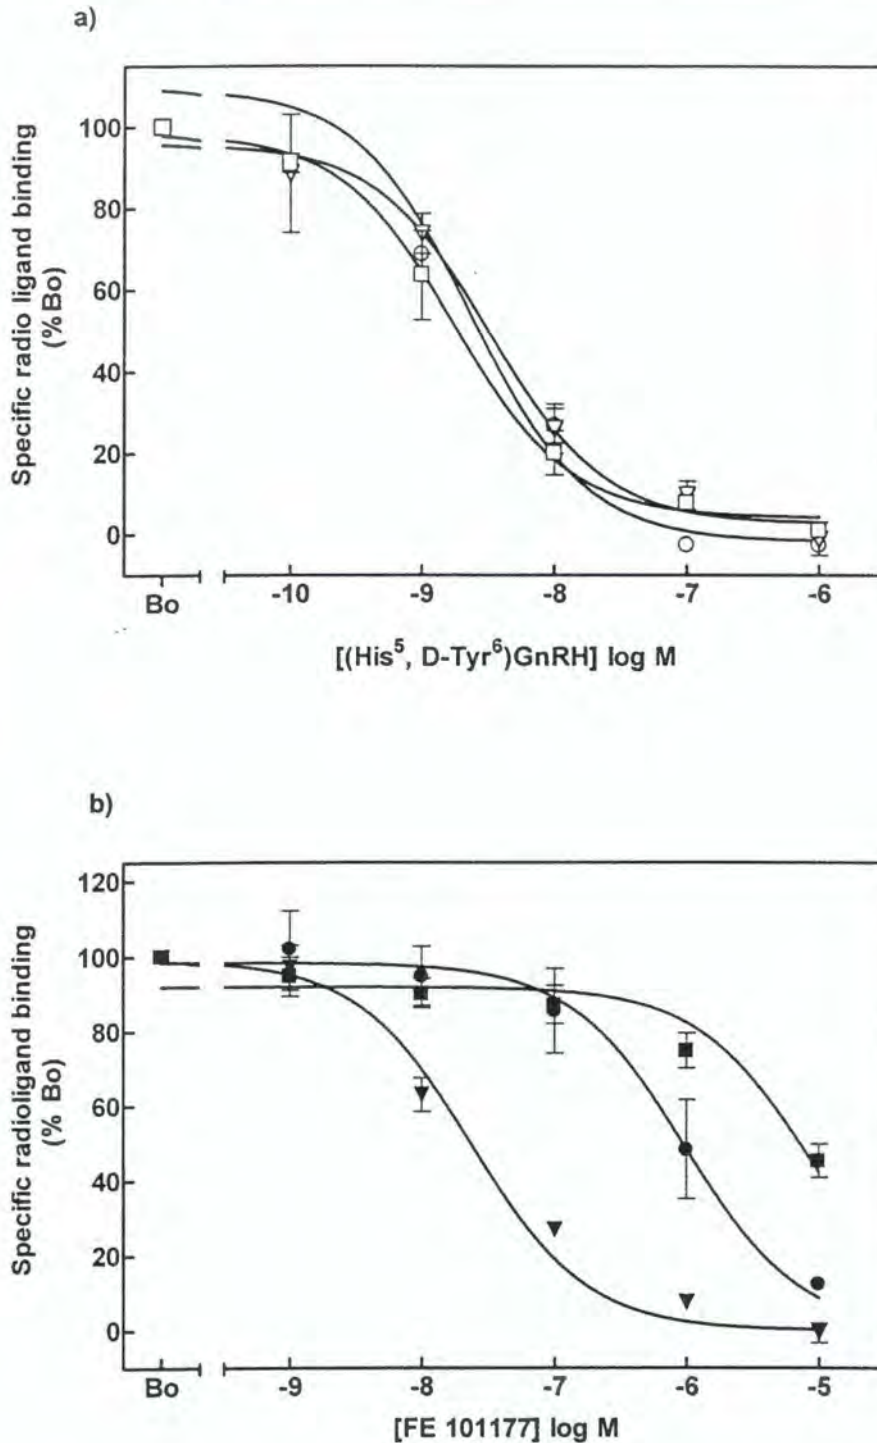 a)
Specific radio ligand binding
(%Bo)
100
80
60
40
20
0
Bo
-10
-9
-8
-7
-6
[(His⁵, D-Tyr⁶)GnRH] log M
b)
Specific radioligand binding
(% Bo)
120
100
80
60
40
20
0
Bo
-9
-8
-7
-6
-5
[FE 101177] log M